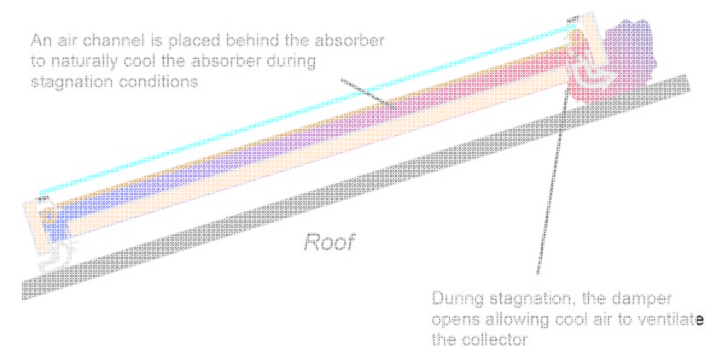 An air channel is placed behind the absorber
to naturally cool the absorber during
stagnation conditions
Roof
During stagnation, the damper
opens allowing cool air to ventilate
the collector